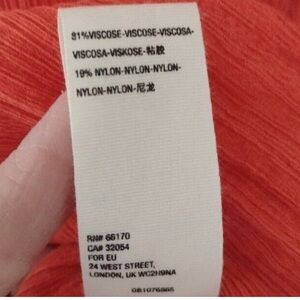 81%VISCOSE-VISCOSE-VISCOSA-
VISCOSA-VISKOSE-粘胶
19% NYLON-NYLON-NYLON-
NYLON-NYLON-尼龙
RN# 66170
CA# 32054
FOR EU
24 WEST STREET,
LONDON, UK WC2H9NA